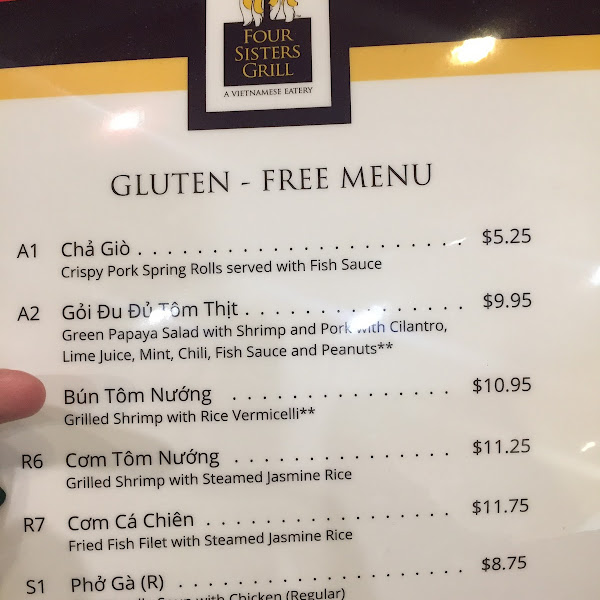 FOUR
SISTERS
GRILL
A VIETNAMESE EATERY
GLUTEN - FREE MENU
A1 Chả Giò . . . . . . . . . . . . . . . . . . . . . . . $5.25
Crispy Pork Spring Rolls served with Fish Sauce
A2 Gỏi Đu Đủ Tôm Thịt . . . . . . . . . . . . . . . $9.95
Green Papaya Salad with Shrimp and Pork with Cilantro,
Lime Juice, Mint, Chili, Fish Sauce and Peanuts**
Bún Tôm Nướng . . . . . . . . . . . . . . . $10.95
Grilled Shrimp with Rice Vermicelli**
R6 Cơm Tôm Nướng . . . . . . . . . . . . . . . $11.25
Grilled Shrimp with Steamed Jasmine Rice
R7 Cơm Cá Chiên . . . . . . . . . . . . . . . . . $11.75
Fried Fish Filet with Steamed Jasmine Rice
S1 Phở Gà (R) . . . . . . . . . . . . . . . . . . . $8.75
Soup with Chicken (Regular)